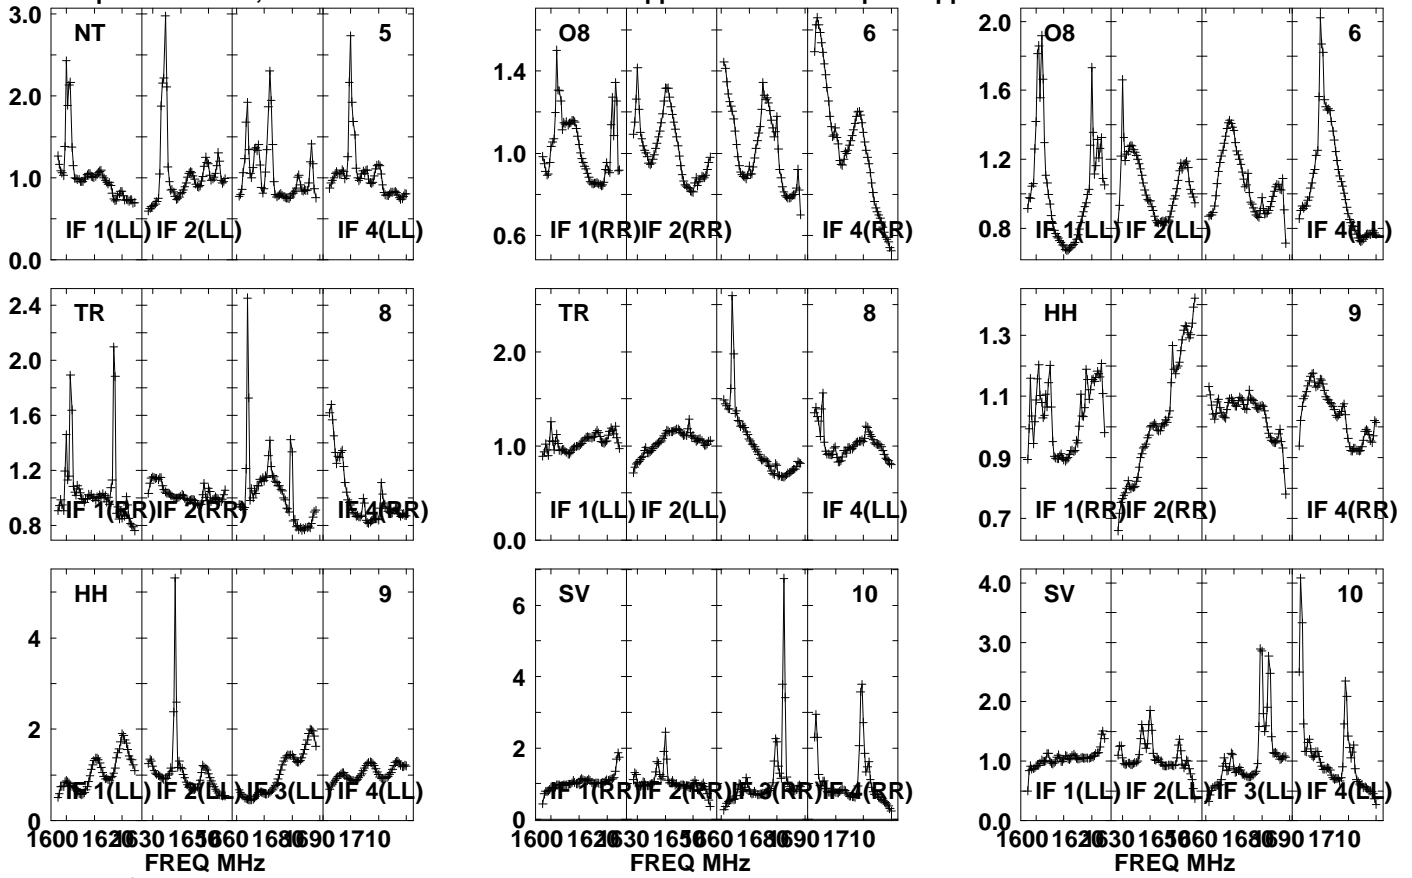 NT 5 O8 6 O8 6
3.0 2.0 1.0 0.0
1.4 1.0 0.6
2.0 1.6 1.2 0.8
IF 1(LL) IF 2(LL) IF 4(LL)
IF 1(RR) IF 2(RR) IF 4(RR)
IF 1(LL) IF 2(LL) IF 4(LL)
TR 8 TR 8 HH 9
2.4 2.0 1.6 1.2 0.8
2.0 1.0 0.0
1.3 1.1 0.9 0.7
IF 1(RR) IF 2(RR) IF 4(RR)
IF 1(LL) IF 2(LL) IF 4(LL)
IF 1(RR) IF 2(RR) IF 4(RR)
HH 9 SV 10 SV 10
4 2 0
6 4 2 0
4.0 3.0 2.0 1.0 0.0
IF 1(LL) IF 2(LL) IF 3(LL) IF 4(LL)
IF 1(RR) IF 2(RR) IF 3(RR) IF 4(RR)
IF 1(LL) IF 2(LL) IF 3(LL) IF 4(LL)
1600 1620 1630 1650 1660 1680 1690 1710
1600 1620 1630 1650 1660 1680 1690 1710
1600 1620 1630 1650 1660 1680 1690 1710
FREQ MHz FREQ MHz FREQ MHz